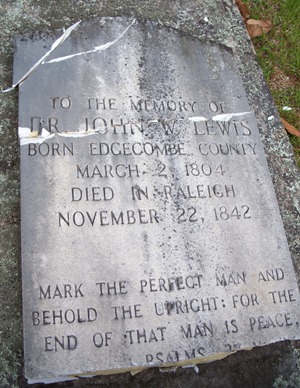 TO THE MEMORY OF
DR. JOHN W. LEWIS
BORN EDGECOMBE COUNTY
MARCH 2, 1804
DIED IN RALEIGH
NOVEMBER 22, 1842
MARK THE PERFECT MAN AND
BEHOLD THE UPRIGHT: FOR THE
END OF THAT MAN IS PEACE.
PSALMS